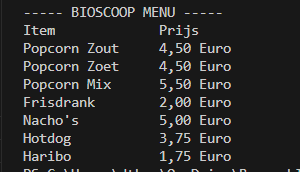 ----- BIOSCOOP MENU -----
Item Prijs
Popcorn Zout 4,50 Euro
Popcorn Zoet 4,50 Euro
Popcorn Mix 5,50 Euro
Frisdrank 2,00 Euro
Nacho's 5,00 Euro
Hotdog 3,75 Euro
Haribo 1,75 Euro